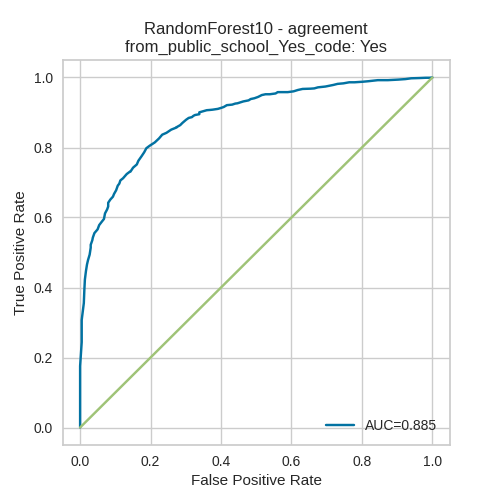 RandomForest10 - agreement
from_public_school_Yes_code: Yes
1.0
0.8
0.6
0.4
0.2
0.0
True Positive Rate
AUC=0.885
0.0 0.2 0.4 0.6 0.8 1.0
False Positive Rate